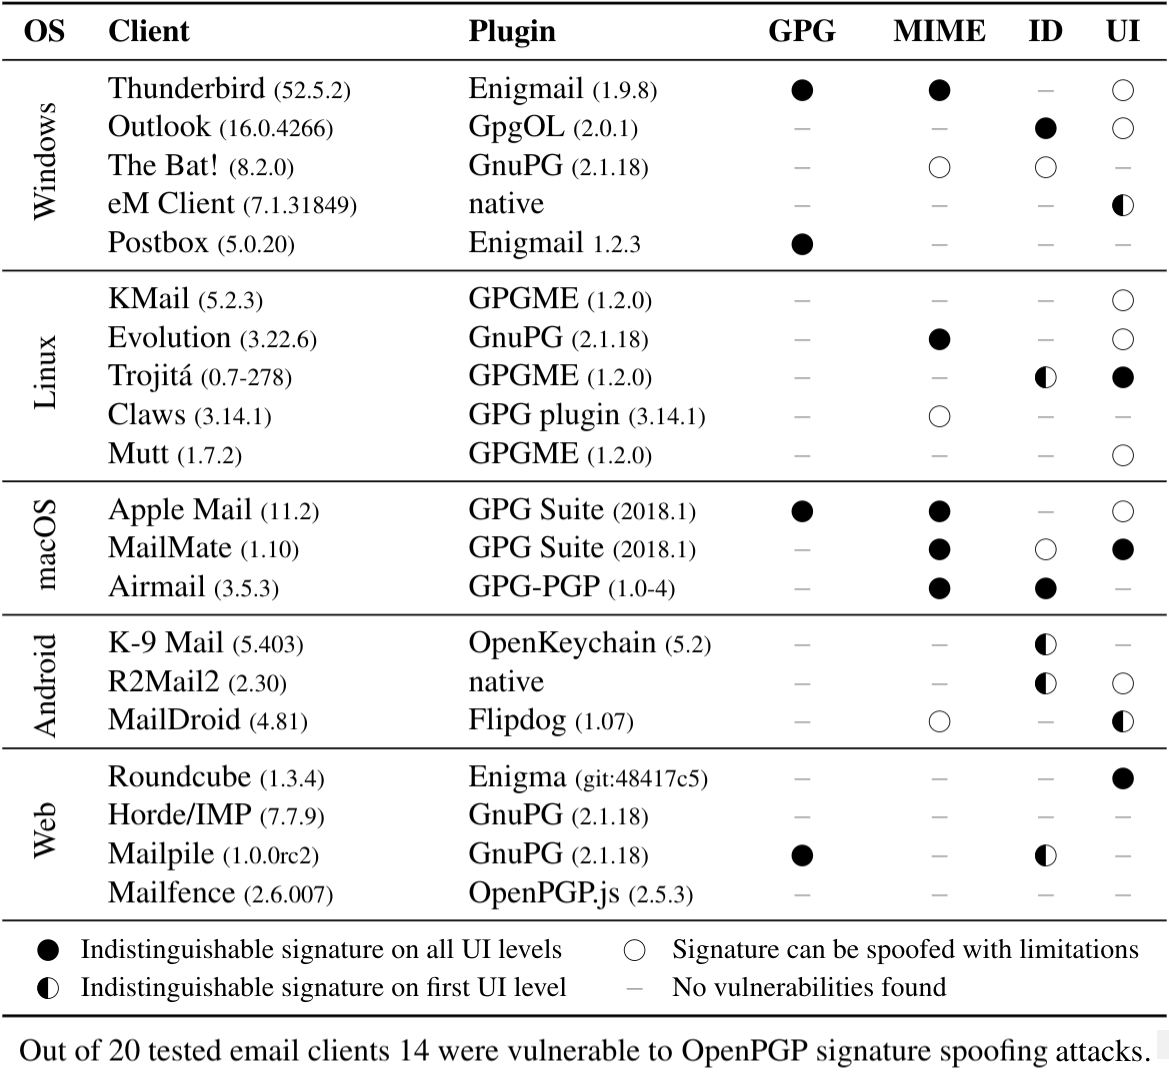 OS Client Plugin GPG MIME ID UI
Windows
Thunderbird (52.5.2) Enigmail (1.9.8) ● ● – ○
Outlook (16.0.4266) GpgOL (2.0.1) – – ● ○
The Bat! (8.2.0) GnuPG (2.1.18) – ○ ○ –
eM Client (7.1.31849) native – – – ◐
Postbox (5.0.20) Enigmail 1.2.3 ● – – –
Linux
KMail (5.2.3) GPGME (1.2.0) – – – ○
Evolution (3.22.6) GnuPG (2.1.18) – ● – ○
Trojitá (0.7-278) GPGME (1.2.0) – – ◐ ●
Claws (3.14.1) GPG plugin (3.14.1) – ○ – –
Mutt (1.7.2) GPGME (1.2.0) – – – ○
macOS
Apple Mail (11.2) GPG Suite (2018.1) ● ● – ○
MailMate (1.10) GPG Suite (2018.1) – ● ○ ●
Airmail (3.5.3) GPG-PGP (1.0-4) – ● ● –
Android
K-9 Mail (5.403) OpenKeychain (5.2) – – ◐ –
R2Mail2 (2.30) native – – ◐ ○
MailDroid (4.81) Flipdog (1.07) – ○ – ◐
Web
Roundcube (1.3.4) Enigma (git:48417c5) – – – ●
Horde/IMP (7.7.9) GnuPG (2.1.18) – – – –
Mailpile (1.0.0rc2) GnuPG (2.1.18) ● – ◐ –
Mailfence (2.6.007) OpenPGP.js (2.5.3) – – – –
● Indistinguishable signature on all UI levels ○ Signature can be spoofed with limitations
◐ Indistinguishable signature on first UI level – No vulnerabilities found
Out of 20 tested email clients 14 were vulnerable to OpenPGP signature spoofing attacks.